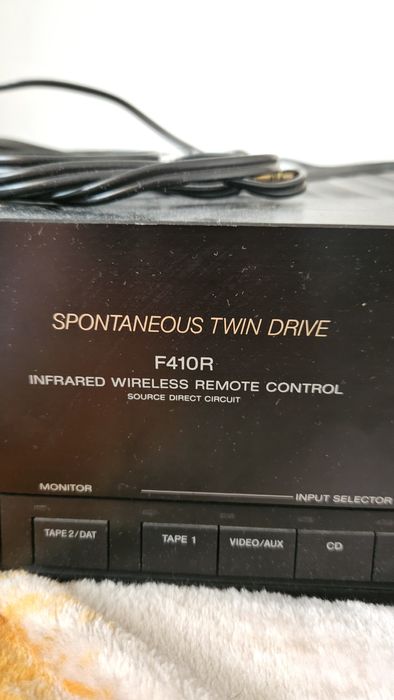 SPONTANEOUS TWIN DRIVE
F410R
INFRARED WIRELESS REMOTE CONTROL
SOURCE DIRECT CIRCUIT
MONITOR
INPUT SELECTOR
TAPE 2/DAT
TAPE 1
VIDEO/AUX
CD